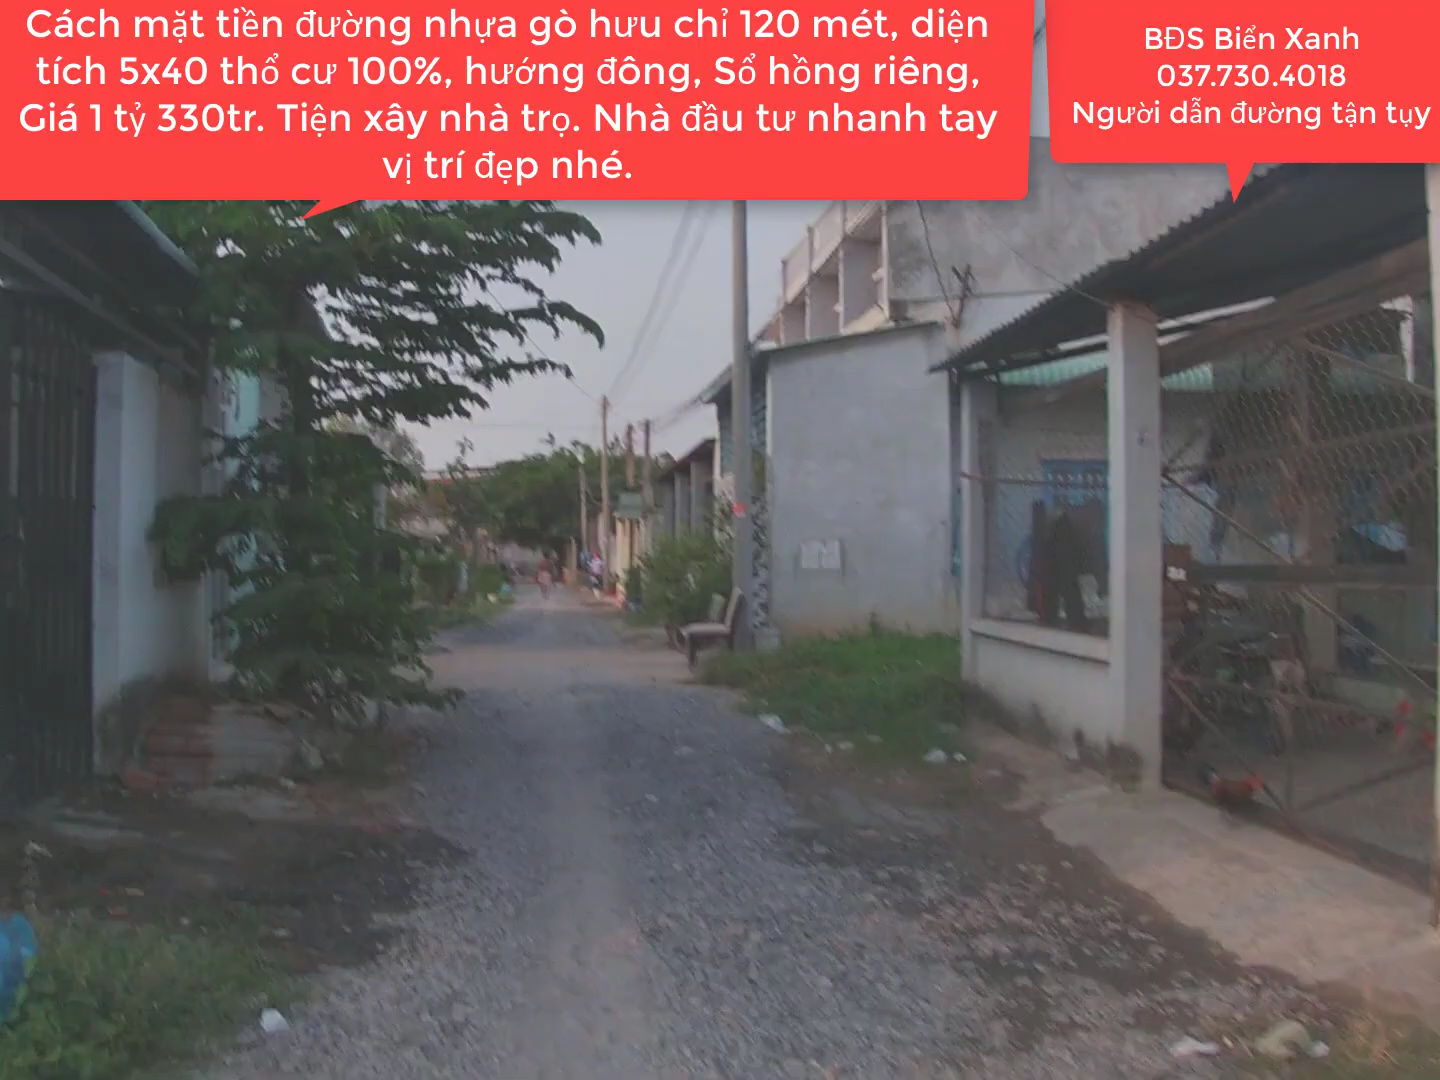 Cách mặt tiền đường nhựa gò hưu chỉ 120 mét, diện
tích 5x40 thổ cư 100%, hướng đông, Sổ hồng riêng,
Giá 1 tỷ 330tr. Tiện xây nhà trọ. Nhà đầu tư nhanh tay
vị trí đẹp nhé.
BĐS Biển Xanh
037.730.4018
Người dẫn đường tận tụy